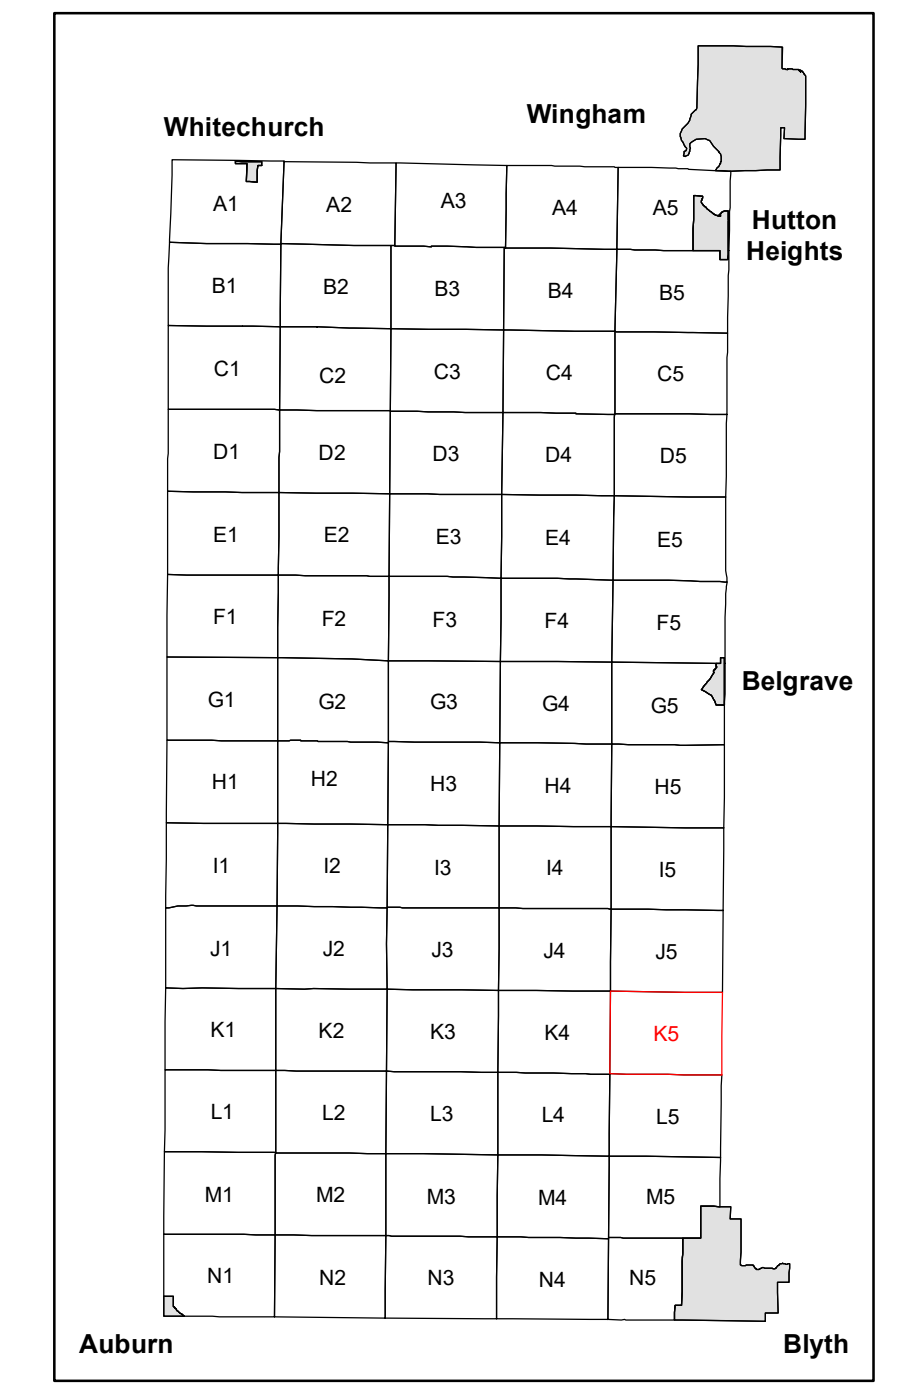 Wingham
Whitechurch
A1 A2 A3 A4 A5
Hutton
Heights
B1 B2 B3 B4 B5
C1 C2 C3 C4 C5
D1 D2 D3 D4 D5
E1 E2 E3 E4 E5
F1 F2 F3 F4 F5
Belgrave
G1 G2 G3 G4 G5
H1 H2 H3 H4 H5
I1 I2 I3 I4 I5
J1 J2 J3 J4 J5
K1 K2 K3 K4 K5
L1 L2 L3 L4 L5
M1 M2 M3 M4 M5
N1 N2 N3 N4 N5
Auburn Blyth